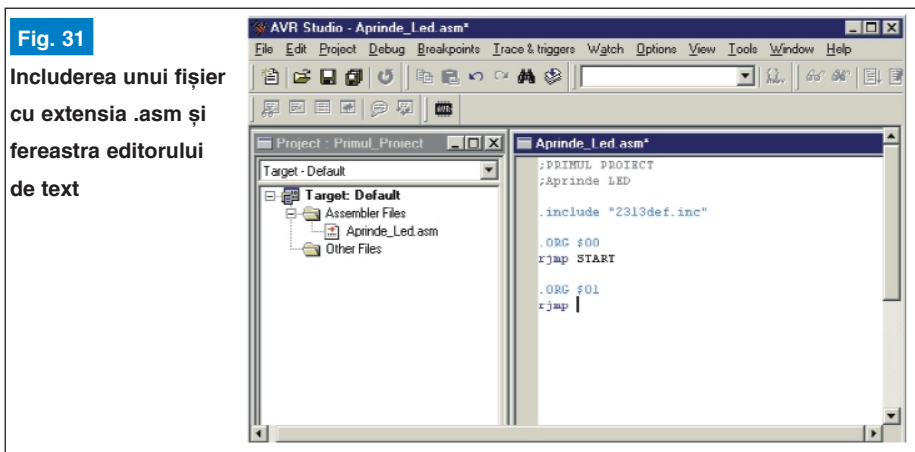 Fig. 31
Includerea unui fișier
cu extensia .asm și
fereastra editorului
de text
AVR Studio - Aprinde_Led.asm*
File Edit Project Debug Breakpoints Trace & triggers Watch Options View Tools Window Help
Project : Primul_Proiect
Target - Default
Target: Default
Assembler Files
Aprinde_Led.asm
Other Files
Aprinde_Led.asm*
;PRIMUL PROIECT
;Aprinde LED
.include "2313def.inc"
.ORG $00
rjmp START
.ORG $01
rjmp